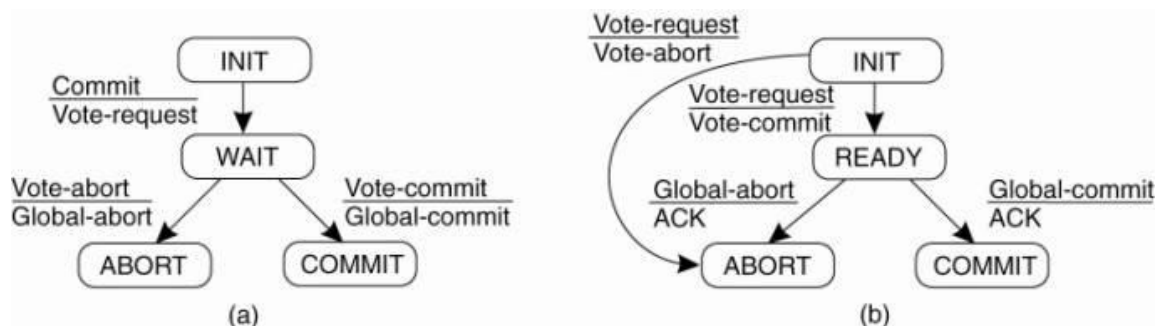 INIT
Commit
Vote-request
WAIT
Vote-abort
Global-abort
Vote-commit
Global-commit
ABORT
COMMIT
(a)
Vote-request
Vote-abort
INIT
Vote-request
Vote-commit
READY
Global-abort
ACK
Global-commit
ACK
ABORT
COMMIT
(b)